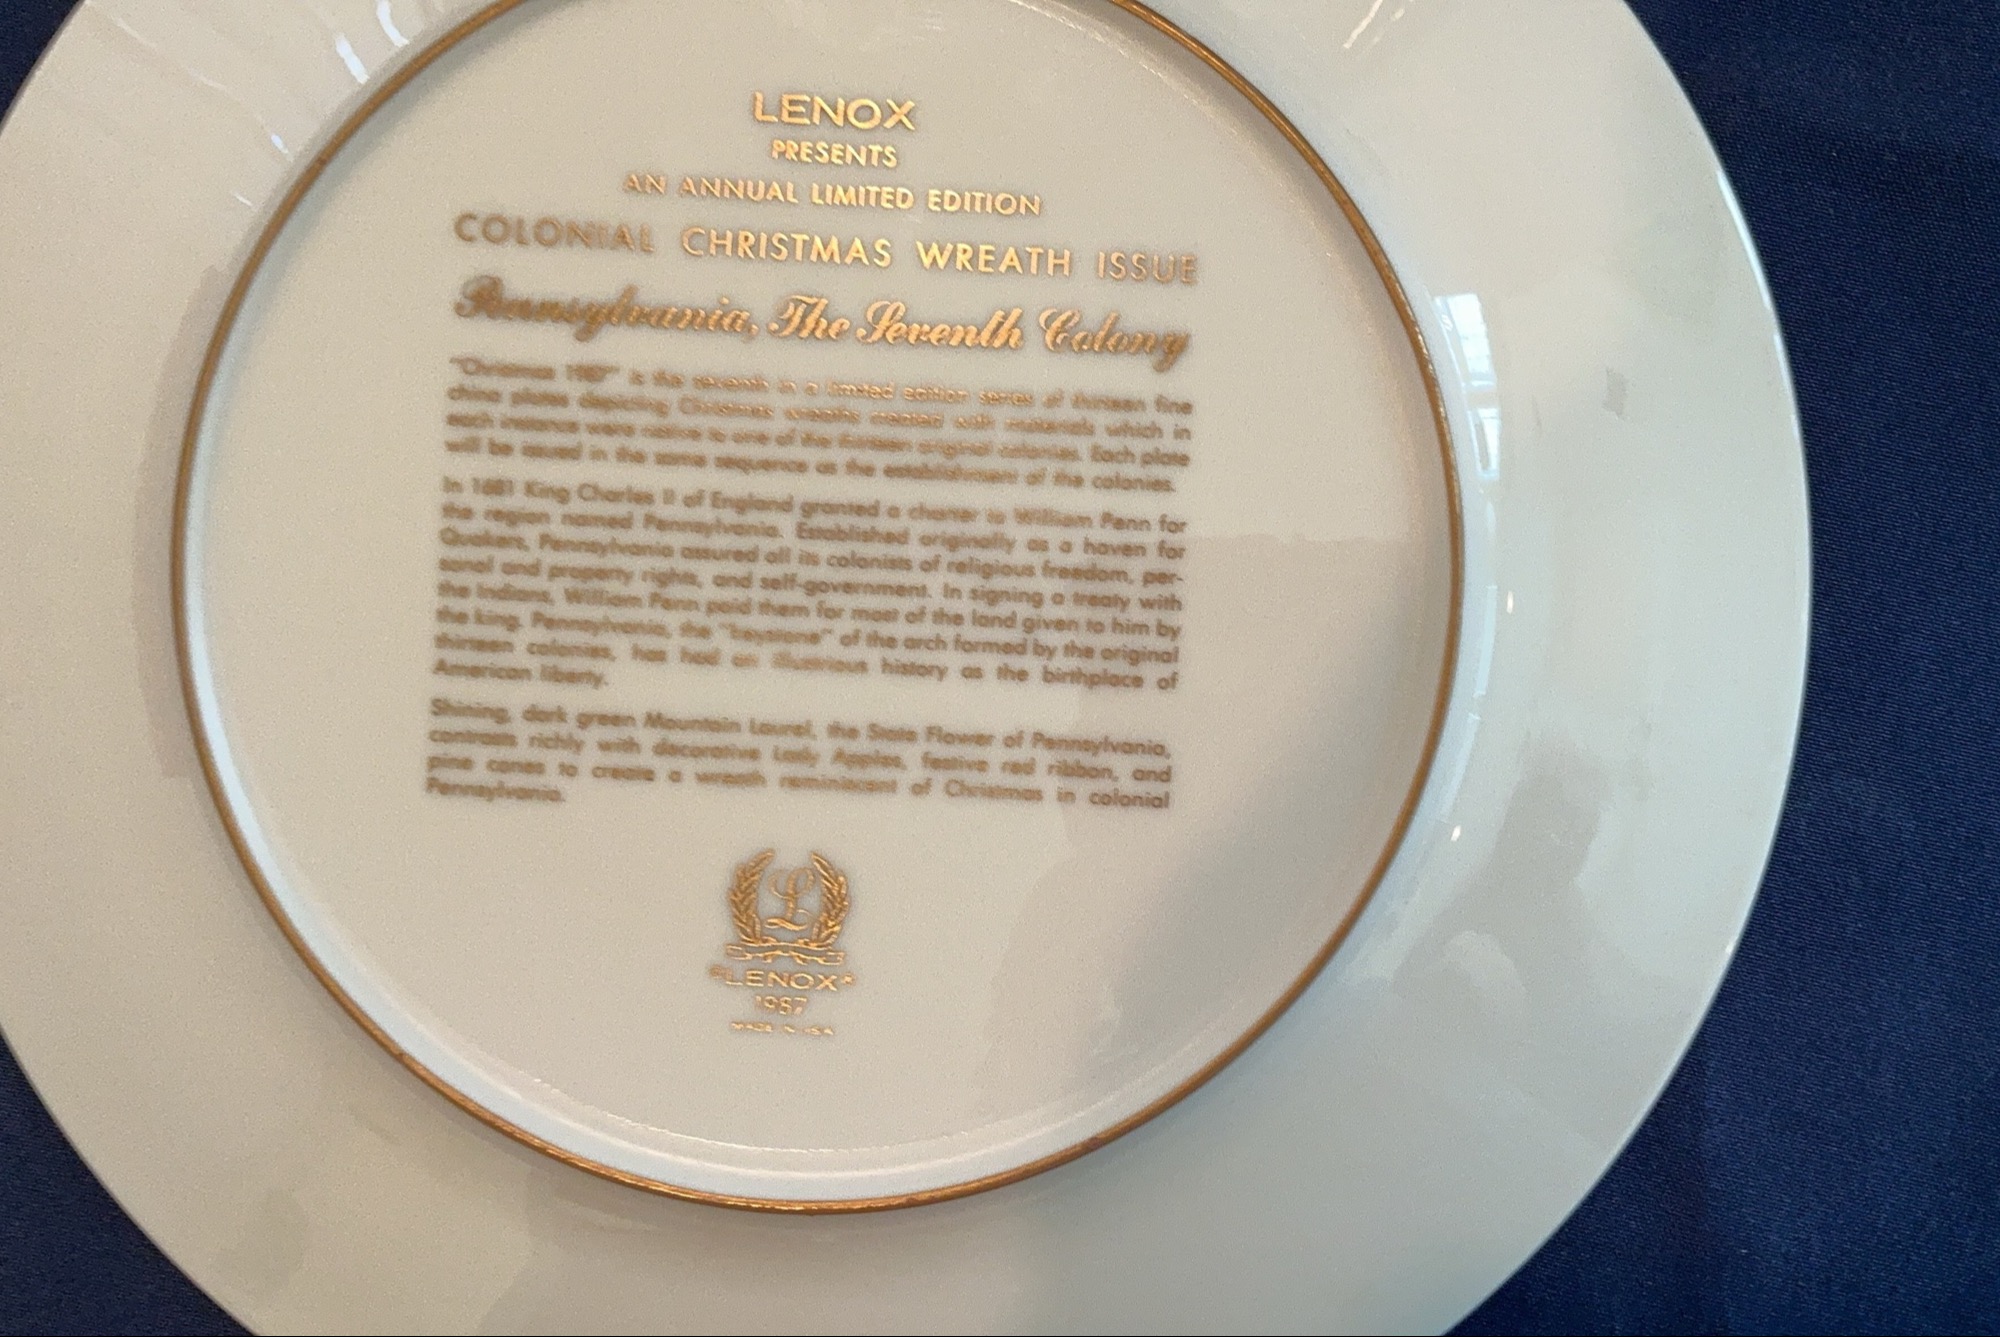 LENOX
PRESENTS
AN ANNUAL LIMITED EDITION
COLONIAL CHRISTMAS WREATH ISSUE
Pennsylvania, The Seventh Colony
"Christmas 1987" is the seventh in a limited edition series of thirteen fine
china plates depicting Christmas wreaths created with materials which in
each instance were native to one of the thirteen original colonies. Each plate
will be issued in the same sequence as the establishment of the colonies.
In 1681 King Charles II of England granted a charter to William Penn for
the region named Pennsylvania. Established originally as a haven for
Quakers, Pennsylvania assured all its colonists of religious freedom, per-
sonal and property rights, and self-government. In signing a treaty with
the Indians, William Penn paid them for most of the land given to him by
the king. Pennsylvania, the "keystone" of the arch formed by the original
thirteen colonies, has had an illustrious history as the birthplace of
American liberty.
Shining, dark green Mountain Laurel, the State Flower of Pennsylvania,
contrasts richly with decorative Lady Apples, festive red ribbon, and
pine cones to create a wreath reminiscent of Christmas in colonial
Pennsylvania.
L
"LENOX"
1987
MADE IN USA